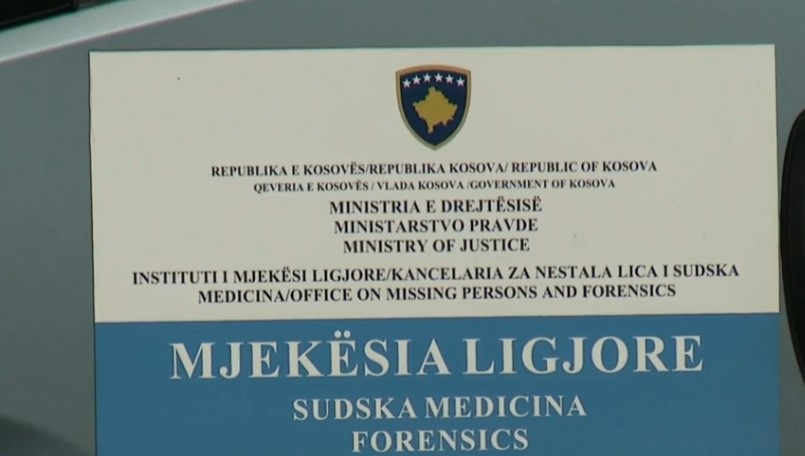 REPUBLIKA E KOSOVËS/REPUBLIKA KOSOVA/ REPUBLIC OF KOSOVA
QEVERIA E KOSOVËS / VLADA KOSOVA /GOVERNMENT OF KOSOVA
MINISTRIA E DREJTËSISË
MINISTARSTVO PRAVDE
MINISTRY OF JUSTICE
INSTITUTI I MJEKËSI LIGJORE/KANCELARIA ZA NESTALA LICA I SUDSKA
MEDICINA/OFFICE ON MISSING PERSONS AND FORENSICS
MJEKËSIA LIGJORE
SUDSKA MEDICINA
FORENSICS